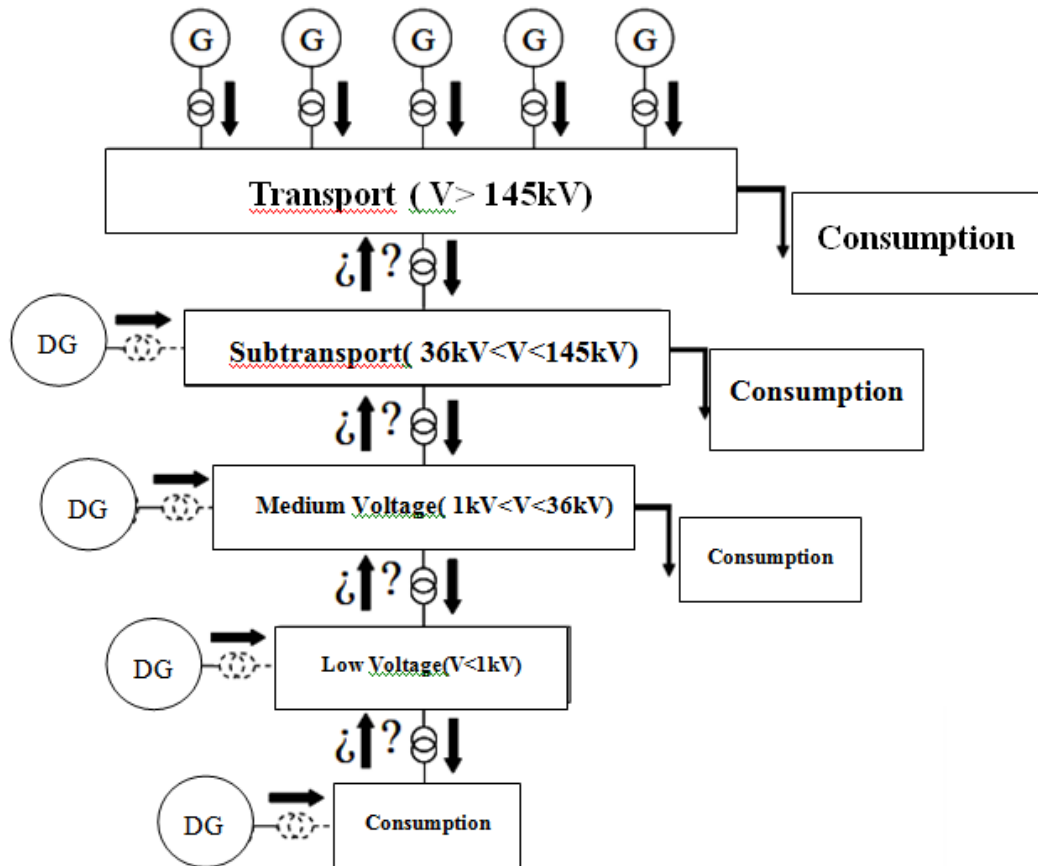 G G G G G
Transport ( V> 145kV)
Consumption
¿ ?
DG
Subtransport( 36kV<V<145kV)
Consumption
¿ ?
DG
Medium Voltage( 1kV<V<36kV)
Consumption
¿ ?
DG
Low Voltage(V<1kV)
¿ ?
DG
Consumption